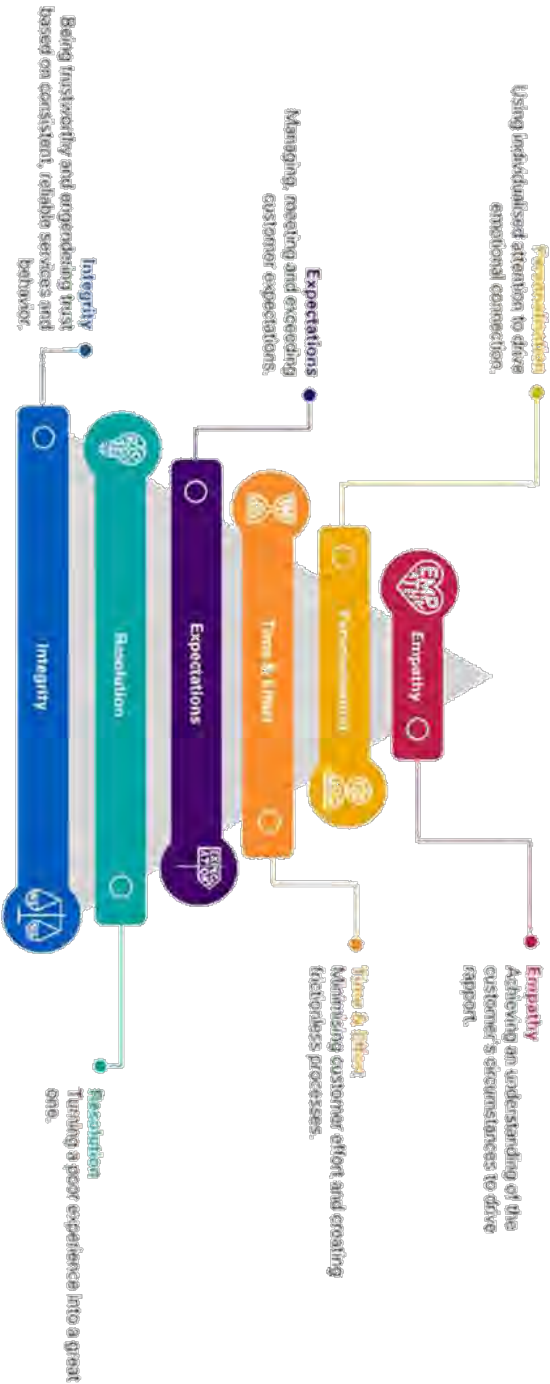 Personalisation
Using individualised attention to drive
emotional connection.
Empathy
Achieving an understanding of the
customer's circumstances to drive
rapport.
Expectations
Managing, meeting and exceeding
customer expectations.
Time & Effort
Minimising customer effort and creating
frictionless processes.
Integrity
Being trustworthy and engendering trust
based on consistent, reliable services and
behavior.
Resolution
Turning a poor experience into a great
one.
Empathy
Personalisation
Time & Effort
Expectations
Resolution
Integrity